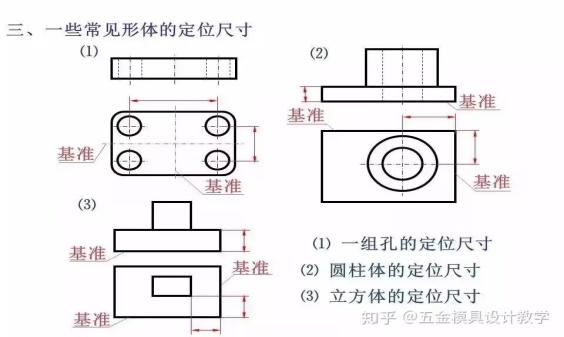 三、一些常见形体的定位尺寸
(1)
(2)
基准
基准
基准
基准
(3)
基准
基准
基准
(1) 一组孔的定位尺寸
(2) 圆柱体的定位尺寸
(3) 立方体的定位尺寸
知乎 @五金模具设计教学